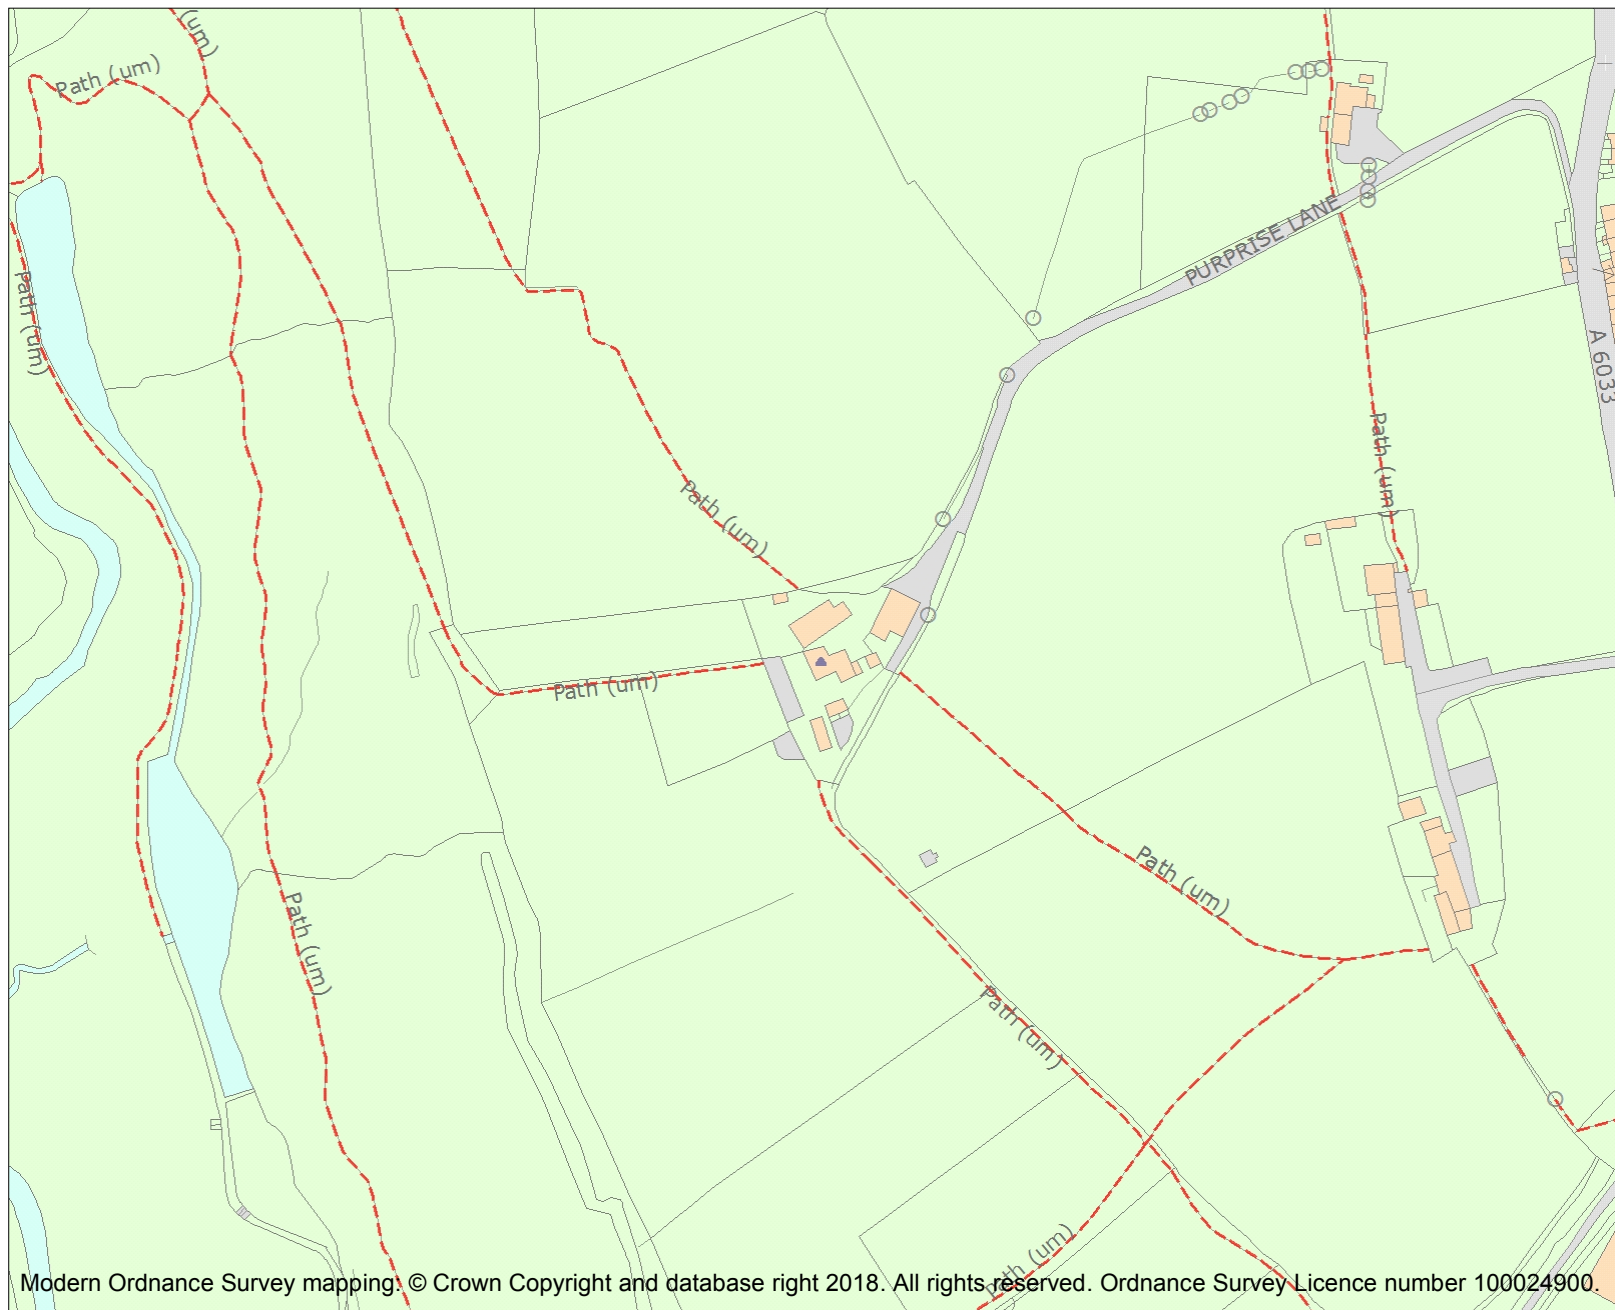 (um)
Path (um)
PURPRISE LANE
Path (um)
A 6033
Path (um)
Path (um)
Path (um)
Path (um)
Path (um)
Path (um)
Path (um)
Modern Ordnance Survey mapping: © Crown Copyright and database right 2018. All rights reserved. Ordnance Survey Licence number 100024900.